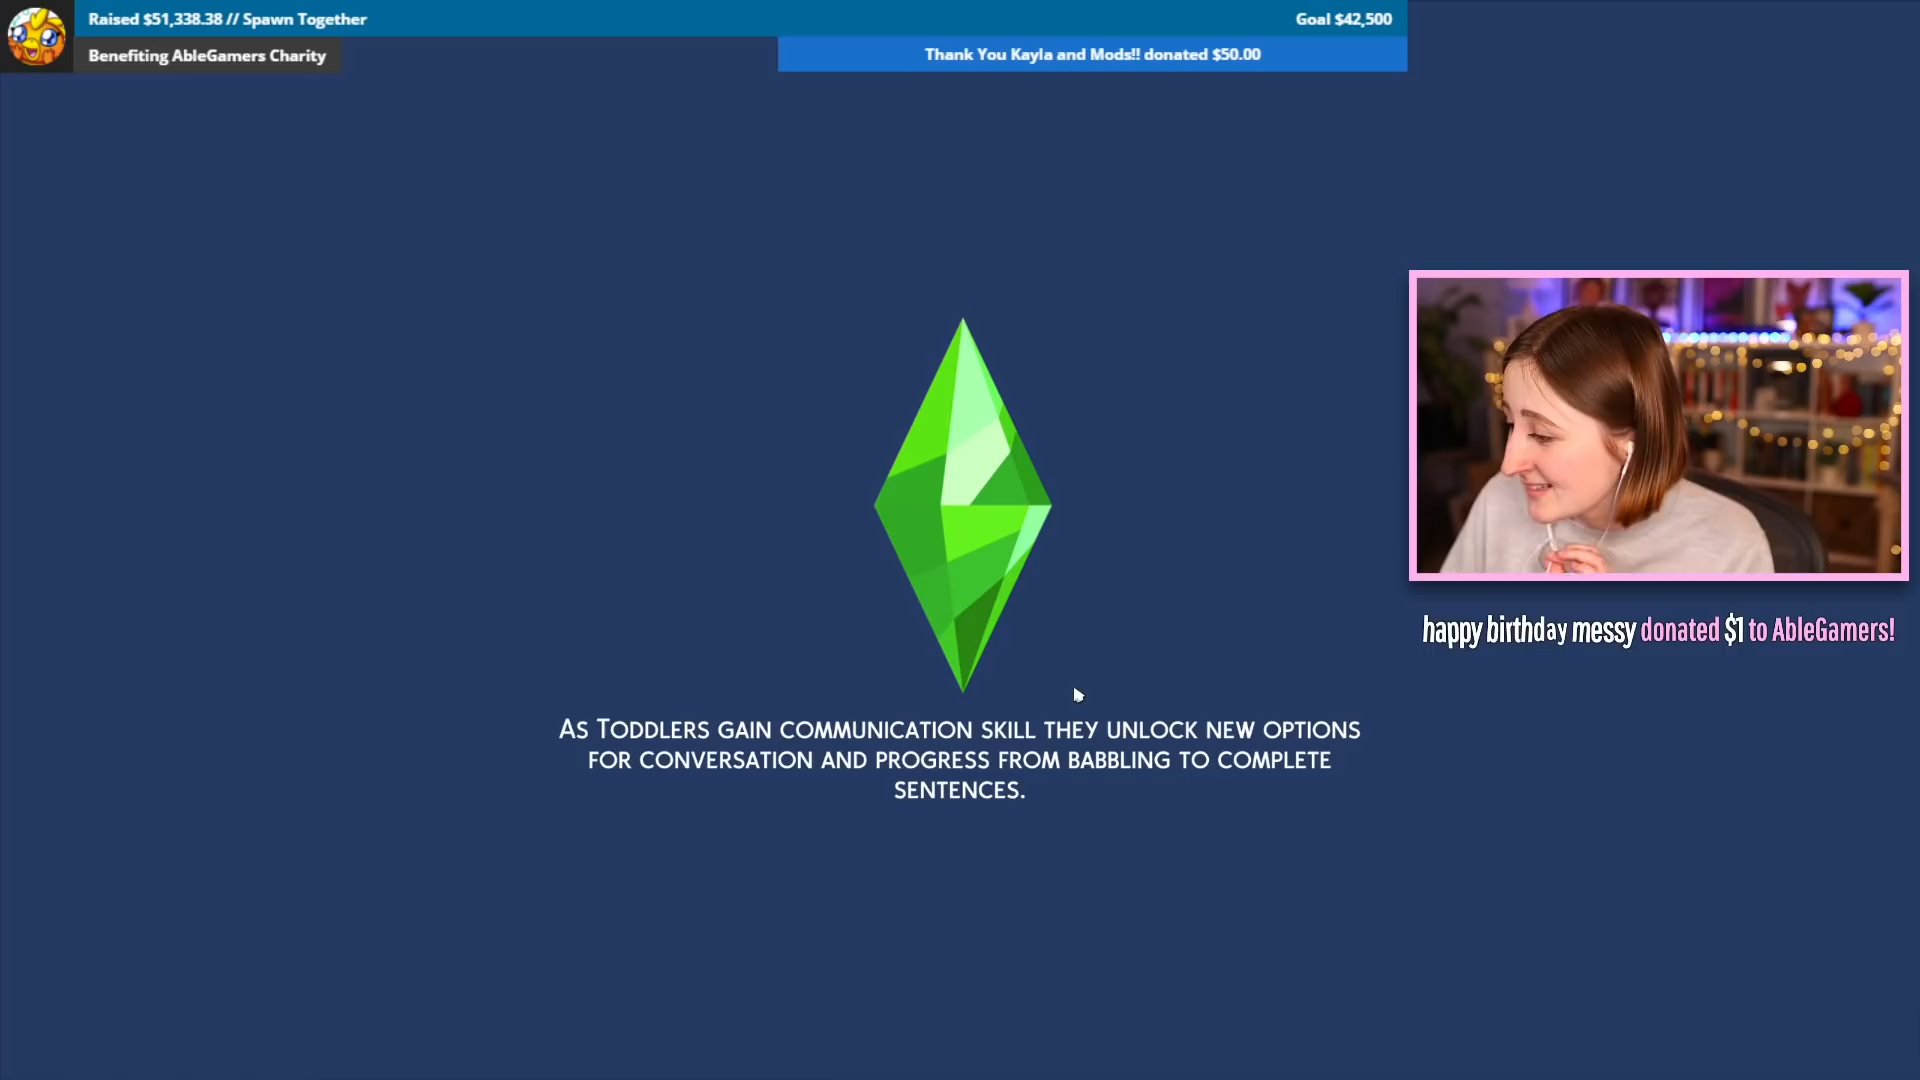 Raised $51,338.38 // Spawn Together
Goal $42,500
Benefiting AbleGamers Charity
Thank You Kayla and Mods!! donated $50.00
happy birthday messy donated $1 to AbleGamers!
As Toddlers gain communication skill they unlock new options
for conversation and progress from babbling to complete
sentences.